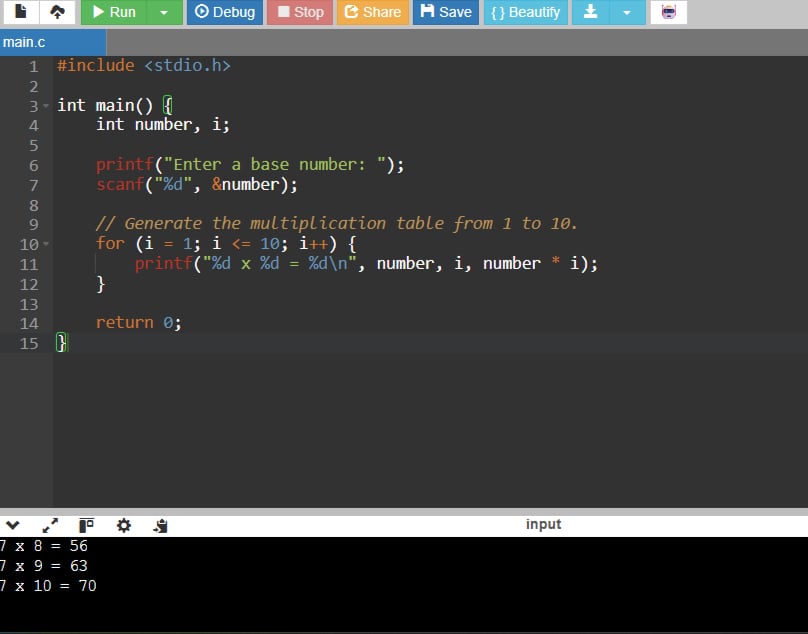 Run Debug Stop Share Save { } Beautify
main.c
1 #include <stdio.h>
2
3 int main() {
4     int number, i;
5
6     printf("Enter a base number: ");
7     scanf("%d", &number);
8
9     // Generate the multiplication table from 1 to 10.
10     for (i = 1; i <= 10; i++) {
11         printf("%d x %d = %d\n", number, i, number * i);
12     }
13
14     return 0;
15 }
input
7 x 8 = 56
7 x 9 = 63
7 x 10 = 70